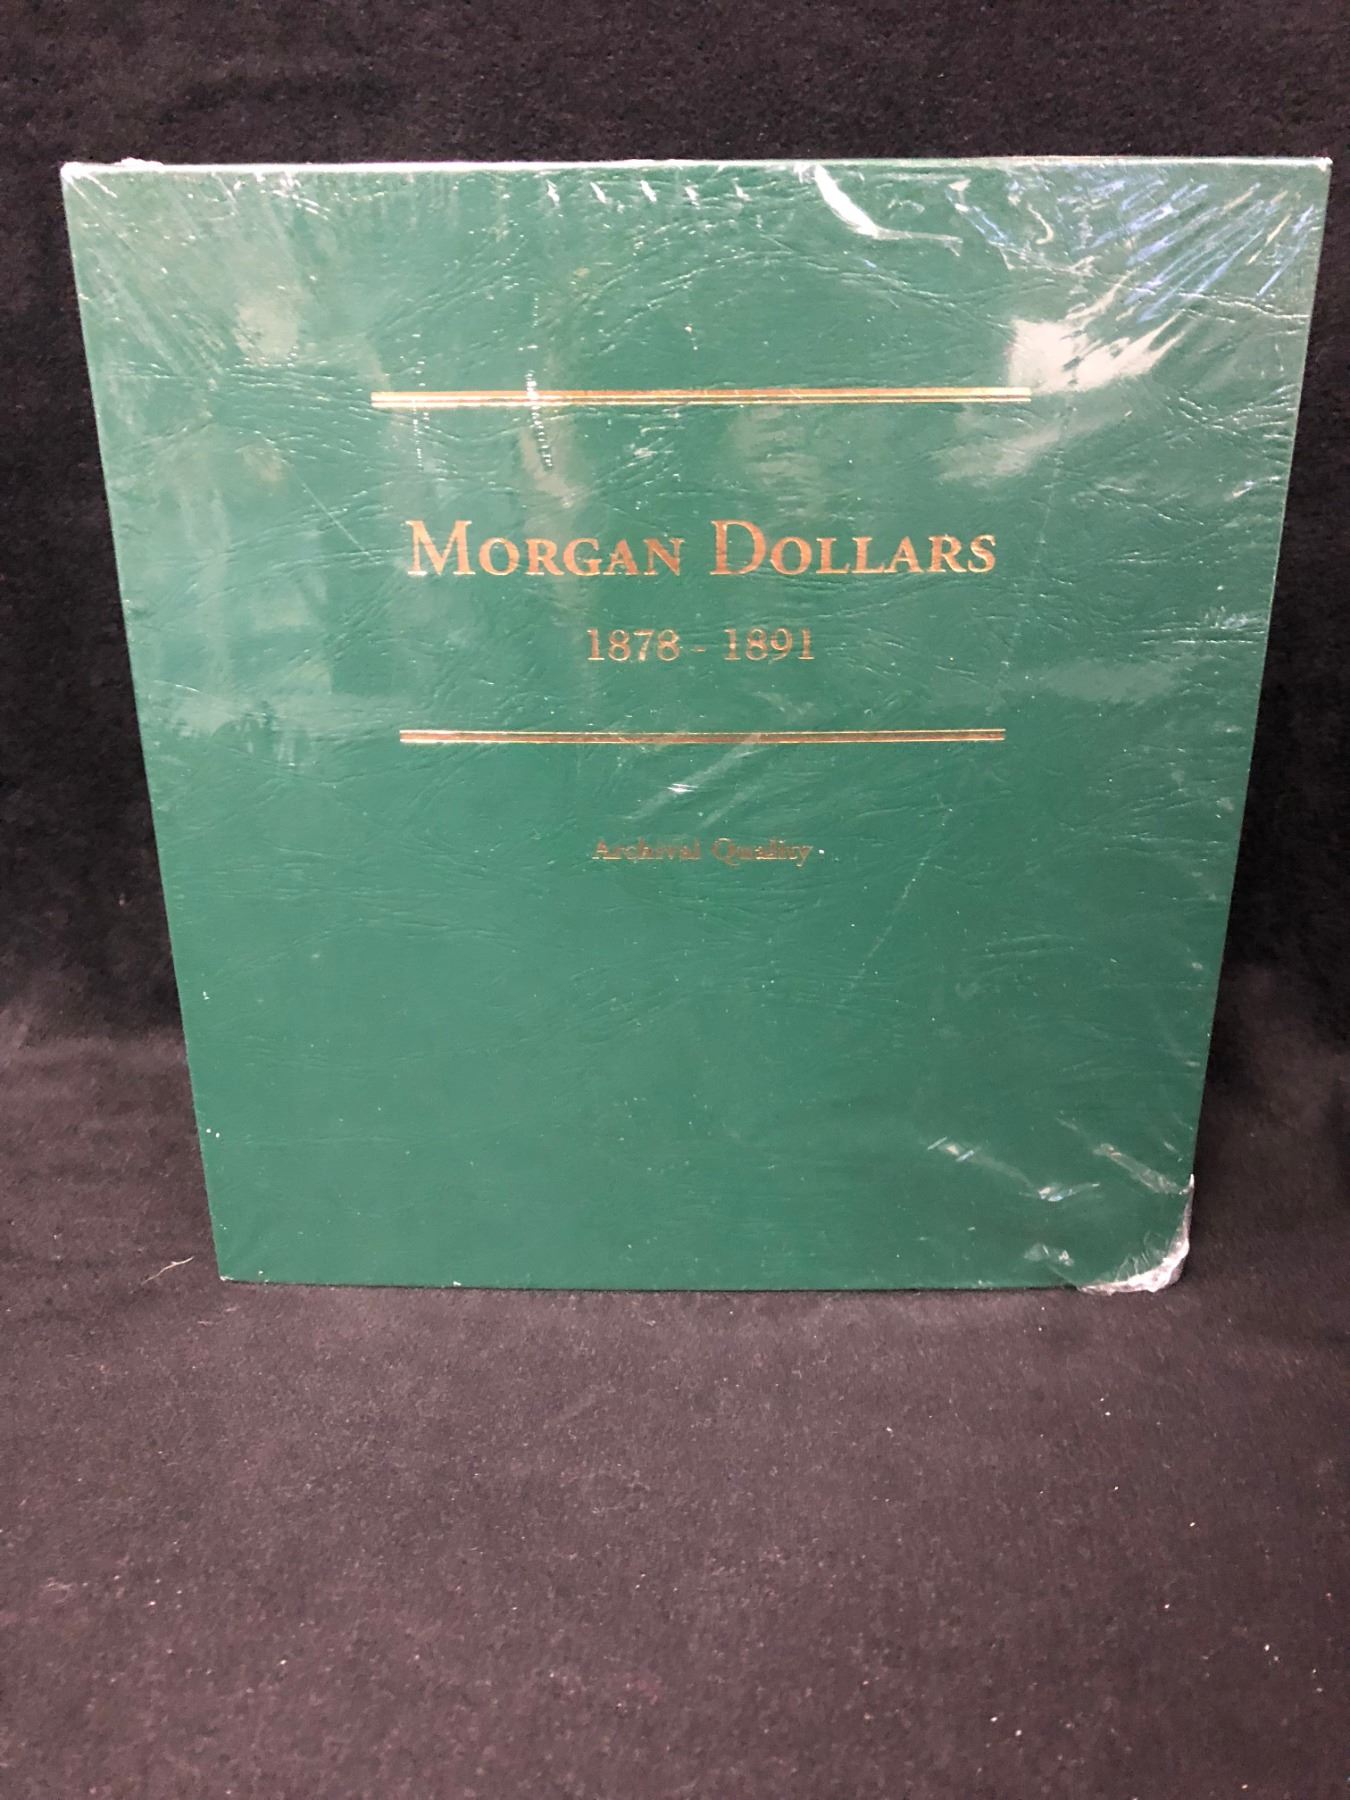 MORGAN DOLLARS
1878 - 1891
Archival Quality